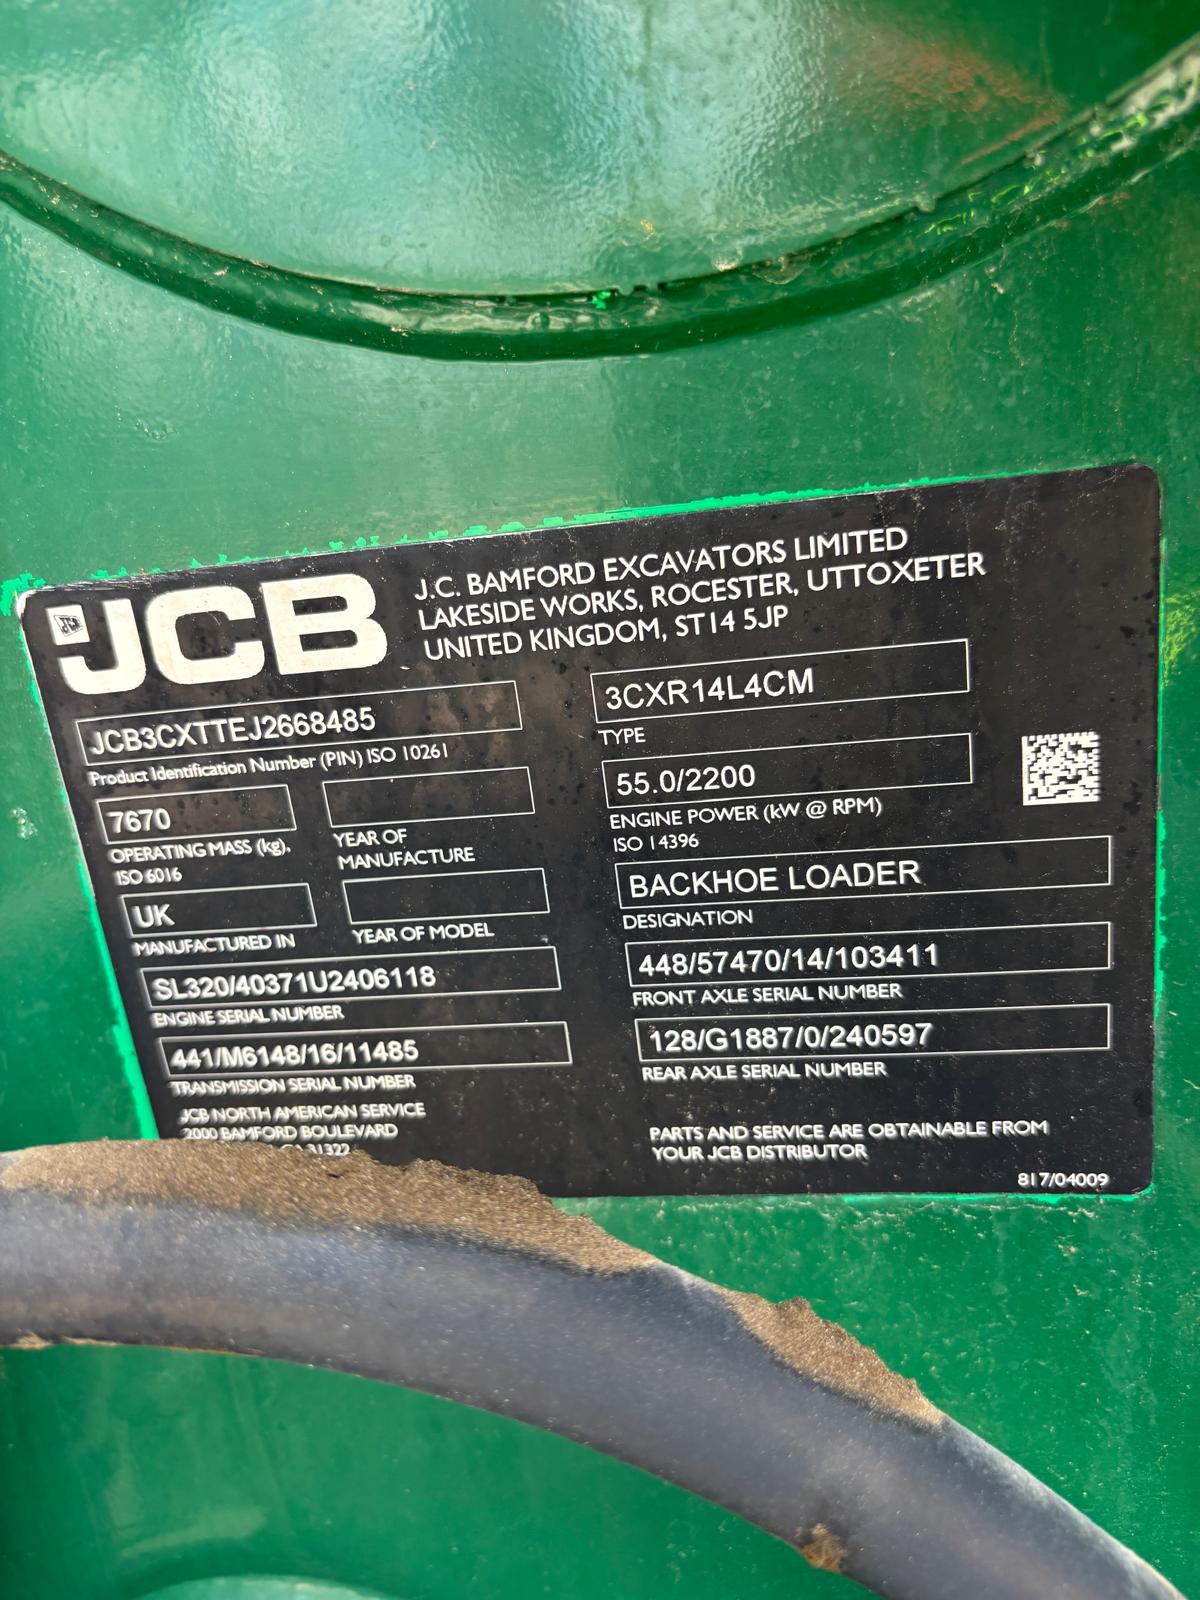 JCB
J.C. BAMFORD EXCAVATORS LIMITED
LAKESIDE WORKS, ROCESTER, UTTOXETER
UNITED KINGDOM, ST14 5JP
JCB3CXTTEJ2668485
Product Identification Number (PIN) ISO 10261
7670
OPERATING MASS (kg),
ISO 6016
YEAR OF
MANUFACTURE
UK
MANUFACTURED IN
YEAR OF MODEL
SL320/40371U2406118
ENGINE SERIAL NUMBER
441/M6148/16/11485
TRANSMISSION SERIAL NUMBER
JCB NORTH AMERICAN SERVICE
2000 BAMFORD BOULEVARD
31322
3CXR14L4CM
TYPE
55.0/2200
ENGINE POWER (kW @ RPM)
ISO 14396
BACKHOE LOADER
DESIGNATION
448/57470/14/103411
FRONT AXLE SERIAL NUMBER
128/G1887/0/240597
REAR AXLE SERIAL NUMBER
PARTS AND SERVICE ARE OBTAINABLE FROM
YOUR JCB DISTRIBUTOR
817/04009